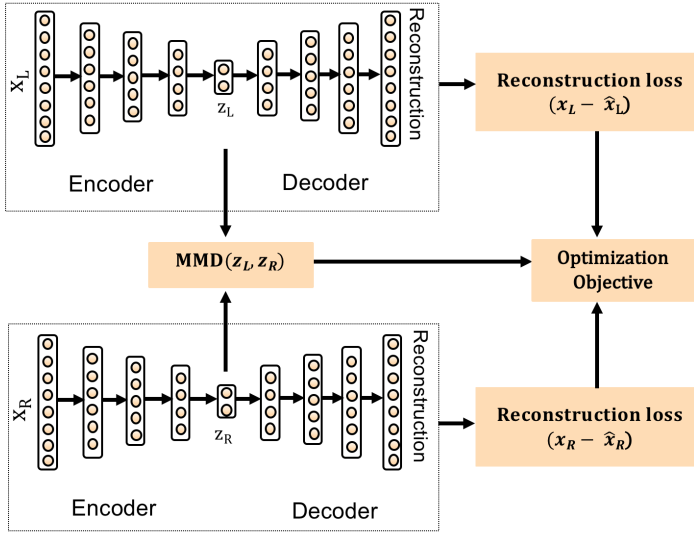 x_L
z_L
Reconstruction
Encoder
Decoder
Reconstruction loss
(x_L − x̂_L)
MMD(z_L, z_R)
Optimization
Objective
x_R
z_R
Reconstruction
Encoder
Decoder
Reconstruction loss
(x_R − x̂_R)